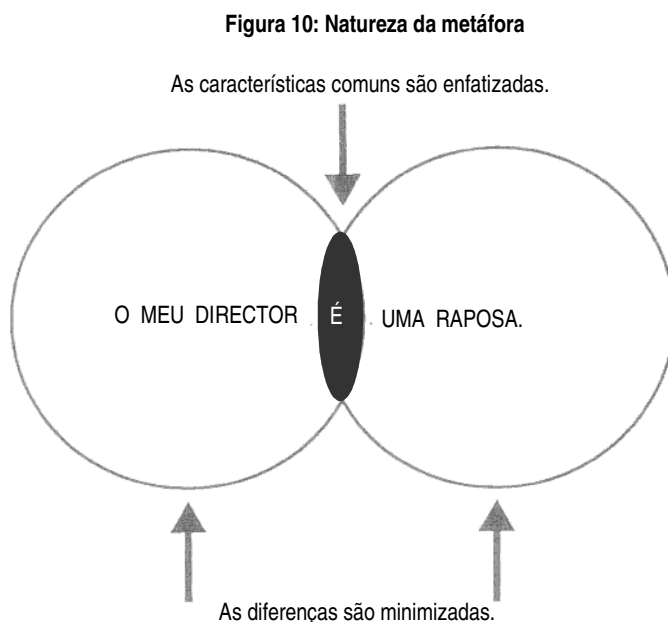 Figura 10: Natureza da metáfora
As características comuns são enfatizadas.
O MEU DIRECTOR É UMA RAPOSA.
As diferenças são minimizadas.